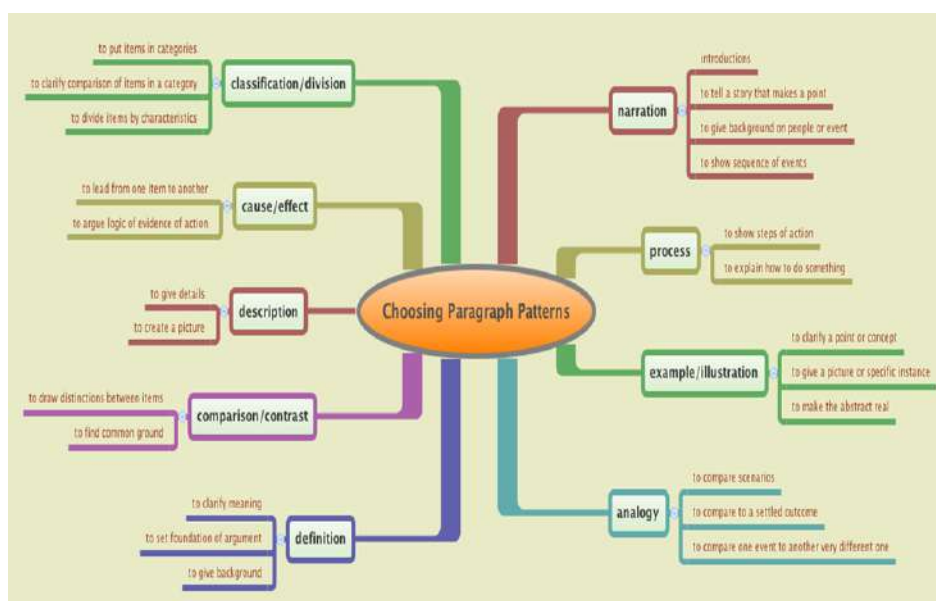 Choosing Paragraph Patterns
classification/division
to put items in categories
to clarify comparison of items in a category
to divide items by characteristics
cause/effect
to lead from one item to another
to argue logic of evidence of action
description
to give details
to create a picture
comparison/contrast
to draw distinctions between items
to find common ground
definition
to clarify meaning
to set foundation of argument
to give background
narration
introductions
to tell a story that makes a point
to give background on people or event
to show sequence of events
process
to show steps of action
to explain how to do something
example/illustration
to clarify a point or concept
to give a picture or specific instance
to make the abstract real
analogy
to compare scenarios
to compare to a settled outcome
to compare one event to another very different one